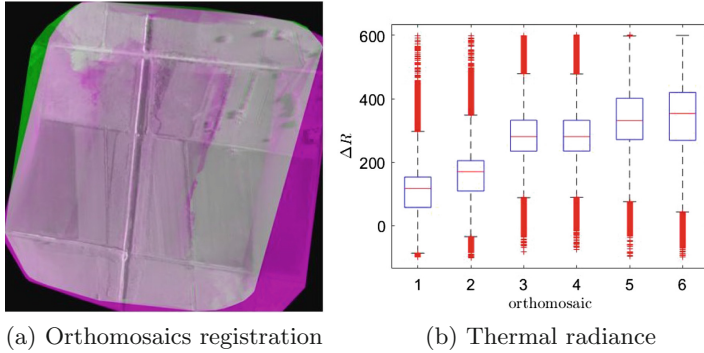 600
400
200
0
ΔR
1 2 3 4 5 6
orthomosaic
(a) Orthomosaics registration
(b) Thermal radiance